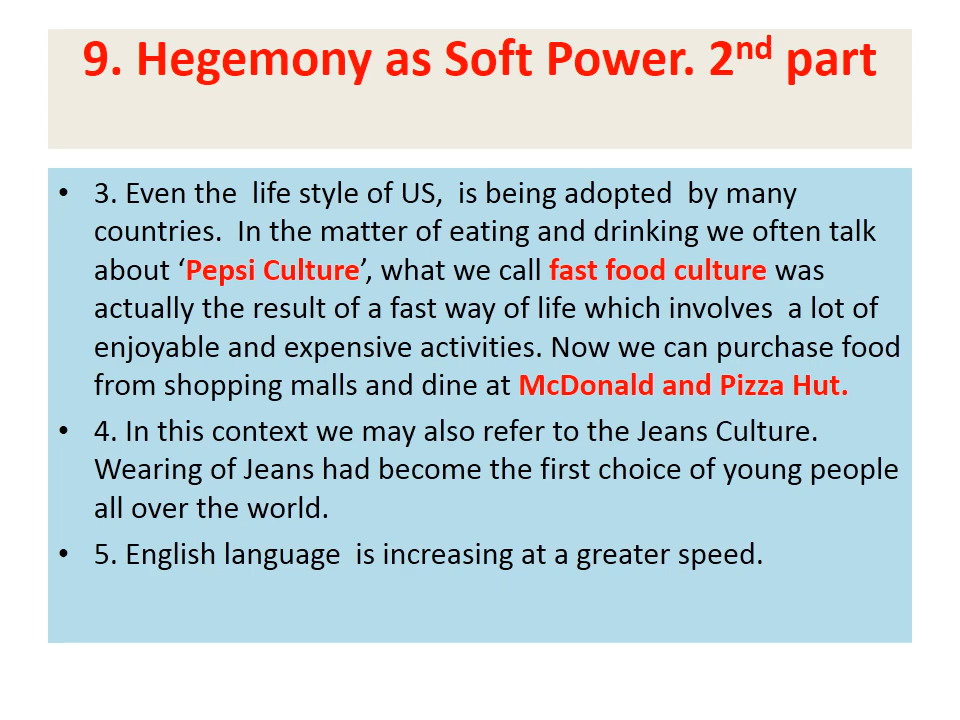 9. Hegemony as Soft Power. 2nd part
• 3. Even the life style of US, is being adopted by many
countries. In the matter of eating and drinking we often talk
about ‘Pepsi Culture’, what we call fast food culture was
actually the result of a fast way of life which involves a lot of
enjoyable and expensive activities. Now we can purchase food
from shopping malls and dine at McDonald and Pizza Hut.
• 4. In this context we may also refer to the Jeans Culture.
Wearing of Jeans had become the first choice of young people
all over the world.
• 5. English language is increasing at a greater speed.